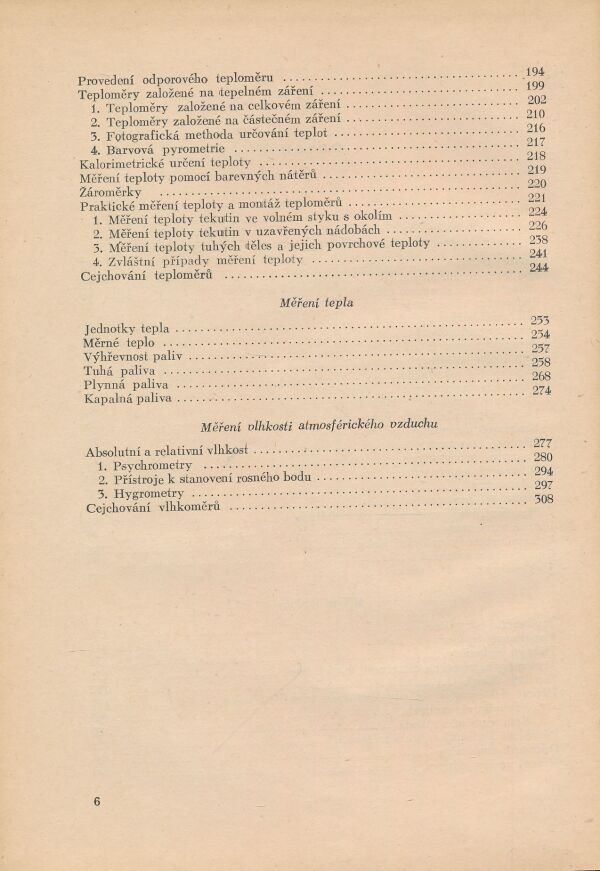 Provedení odporového teploměru 194
Teploměry založené na tepelném záření 199
1. Teploměry založené na celkovém záření 202
2. Teploměry založené na částečném záření 210
3. Fotografická methoda určování teplot 216
4. Barvová pyrometrie 217
Kalorimetrické určení teploty 218
Měření teploty pomocí barevných nátěrů 219
Žároměrky 220
Praktické měření teploty a montáž teploměrů 221
1. Měření teploty tekutin ve volném styku s okolím 224
2. Měření teploty tekutin v uzavřených nádobách 226
3. Měření teploty tuhých těles a jejich povrchové teploty 238
4. Zvláštní případy měření teploty 241
Cejchování teploměrů 244
Měření tepla
Jednotky tepla 253
Měrné teplo 254
Výhřevnost paliv 257
Tuhá paliva 258
Plynná paliva 268
Kapalná paliva 274
Měření vlhkosti atmosférického vzduchu
Absolutní a relativní vlhkost 277
1. Psychrometry 280
2. Přístroje k stanovení rosného bodu 294
3. Hygrometry 297
Cejchování vlhkoměrů 308
6